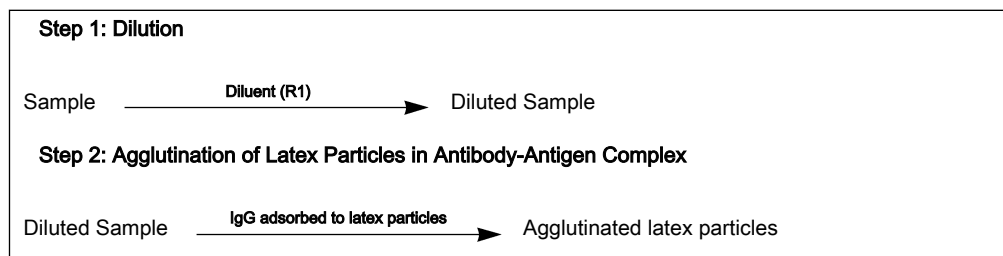 Step 1: Dilution
Diluent (R1)
Sample Diluted Sample
Step 2: Agglutination of Latex Particles in Antibody-Antigen Complex
IgG adsorbed to latex particles
Diluted Sample Agglutinated latex particles